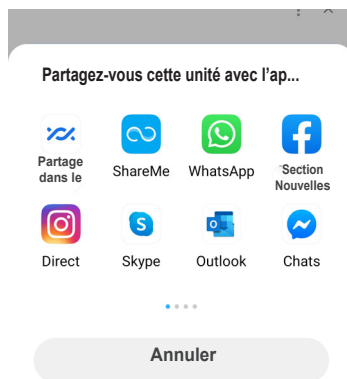 Partagez-vous cette unité avec l'ap...
Partage
dans le
ShareMe
WhatsApp
Section
Nouvelles
Direct
Skype
Outlook
Chats
Annuler